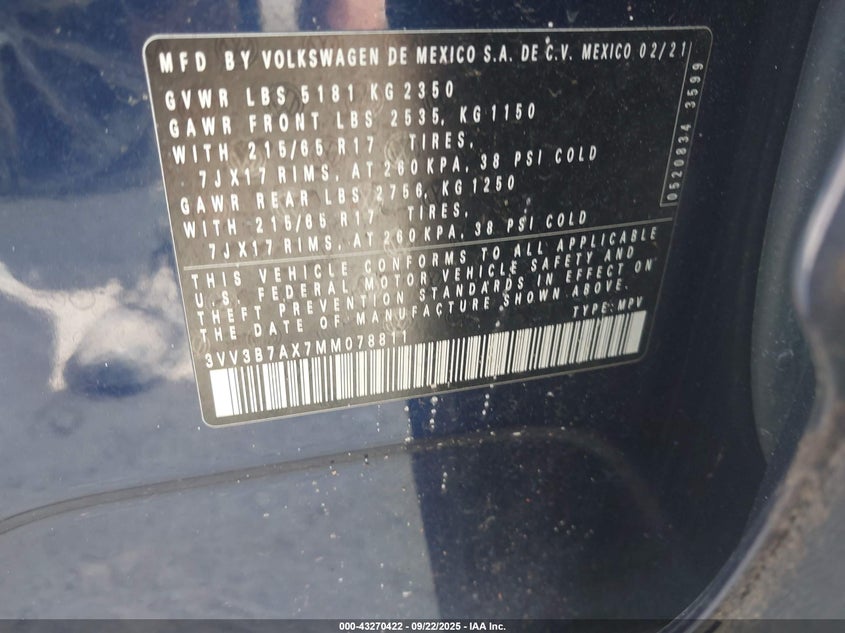 MFD BY VOLKSWAGEN DE MEXICO S.A. DE C.V. MEXICO 02/21
GVWR LBS 5181 KG 2350
GAWR FRONT LBS 2535, KG 1150
WITH 215/65 R17 TIRES,
7JX17 RIMS, AT 260 KPA, 38 PSI COLD
GAWR REAR LBS 2756, KG 1250
WITH 215/65 R17 TIRES,
7JX17 RIMS, AT 260 KPA, 38 PSI COLD
0520834 3599
THIS VEHICLE CONFORMS TO ALL APPLICABLE
U.S. FEDERAL MOTOR VEHICLE SAFETY AND
THEFT PREVENTION STANDARDS IN EFFECT ON
THE DATE OF MANUFACTURE SHOWN ABOVE.
3VV3B7AX7MM078811
TYPE: MPV
000-43270422 - 09/22/2025 - IAA Inc.